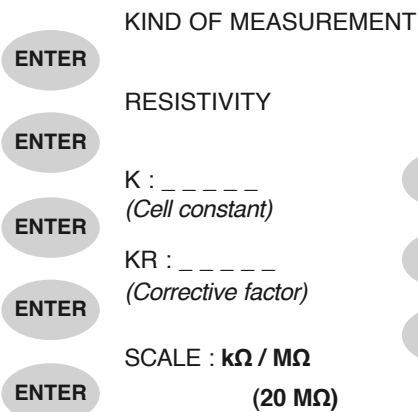 KIND OF MEASUREMENT
ENTER
RESISTIVITY
ENTER
K : _ _ _ _ _
(Cell constant)
ENTER
KR : _ _ _ _ _
(Corrective factor)
ENTER
SCALE : kΩ / MΩ
ENTER
(20 MΩ)